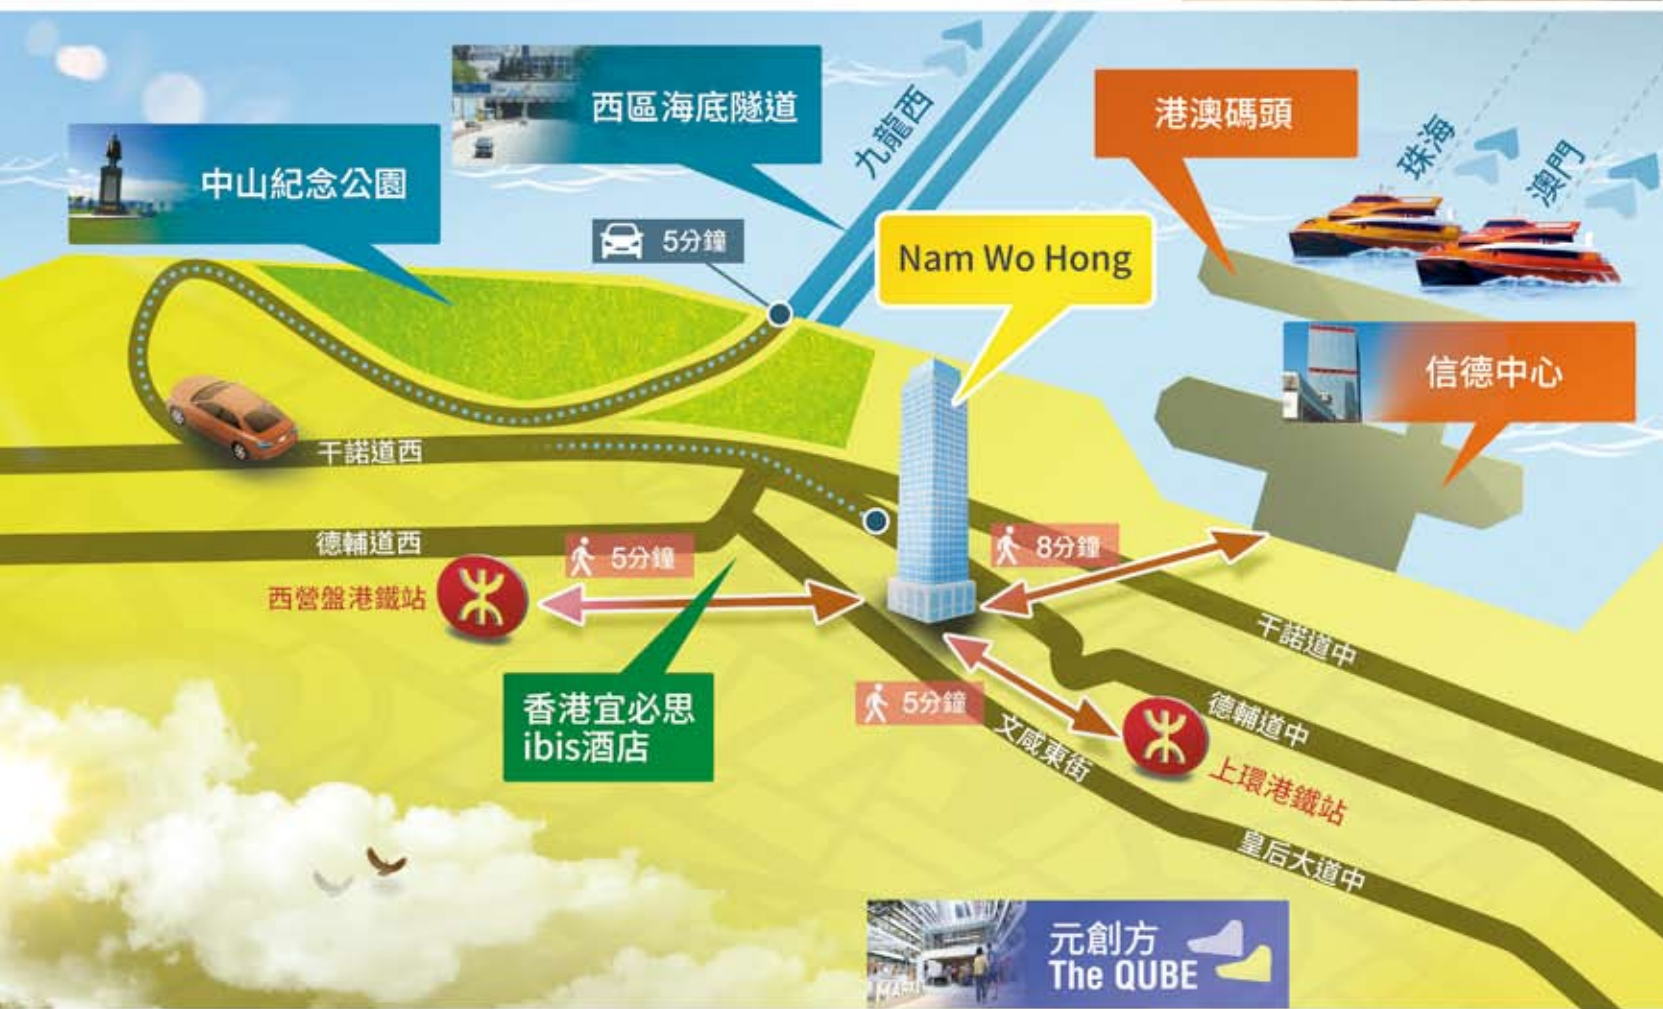 西區海底隧道
中山紀念公園
九龍西
港澳碼頭
珠海
澳門
5分鐘
Nam Wo Hong
信德中心
干諾道西
德輔道西
5分鐘
8分鐘
西營盤港鐵站
干諾道中
香港宜必思
ibis酒店
5分鐘
文咸東街
德輔道中
上環港鐵站
皇后大道中
元創方
The QUBE